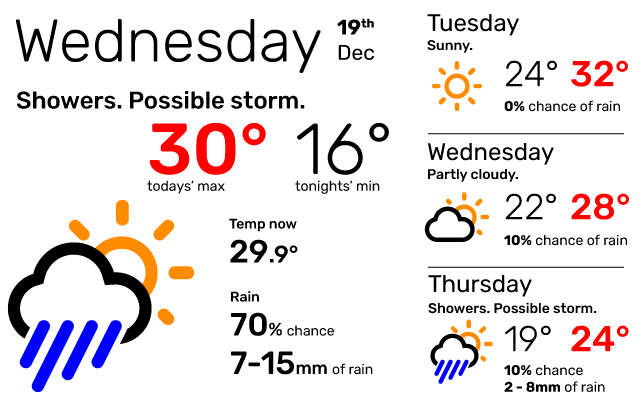 Wednesday 19th Dec
Showers. Possible storm.
30° 16°
todays' max tonights' min
Temp now
29.9°
Rain
70% chance
7-15mm of rain
Tuesday
Sunny.
24° 32°
0% chance of rain
Wednesday
Partly cloudy.
22° 28°
10% chance of rain
Thursday
Showers. Possible storm.
19° 24°
10% chance
2 - 8mm of rain